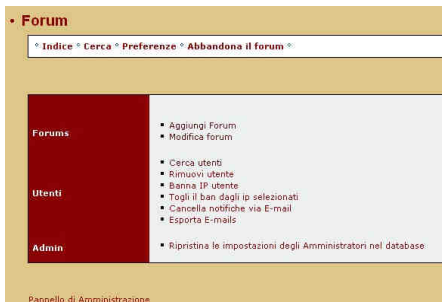 • Forum
° Indice ° Cerca ° Preferenze ° Abbandona il forum °
Forums
Aggiungi Forum
Modifica forum
Utenti
Cerca utenti
Rimuovi utente
Banna IP utente
Togli il ban dagli ip selezionati
Cancella notifiche via E-mail
Esporta E-mails
Admin
Ripristina le impostazioni degli Amministratori nel database
Pannello di Amministrazione